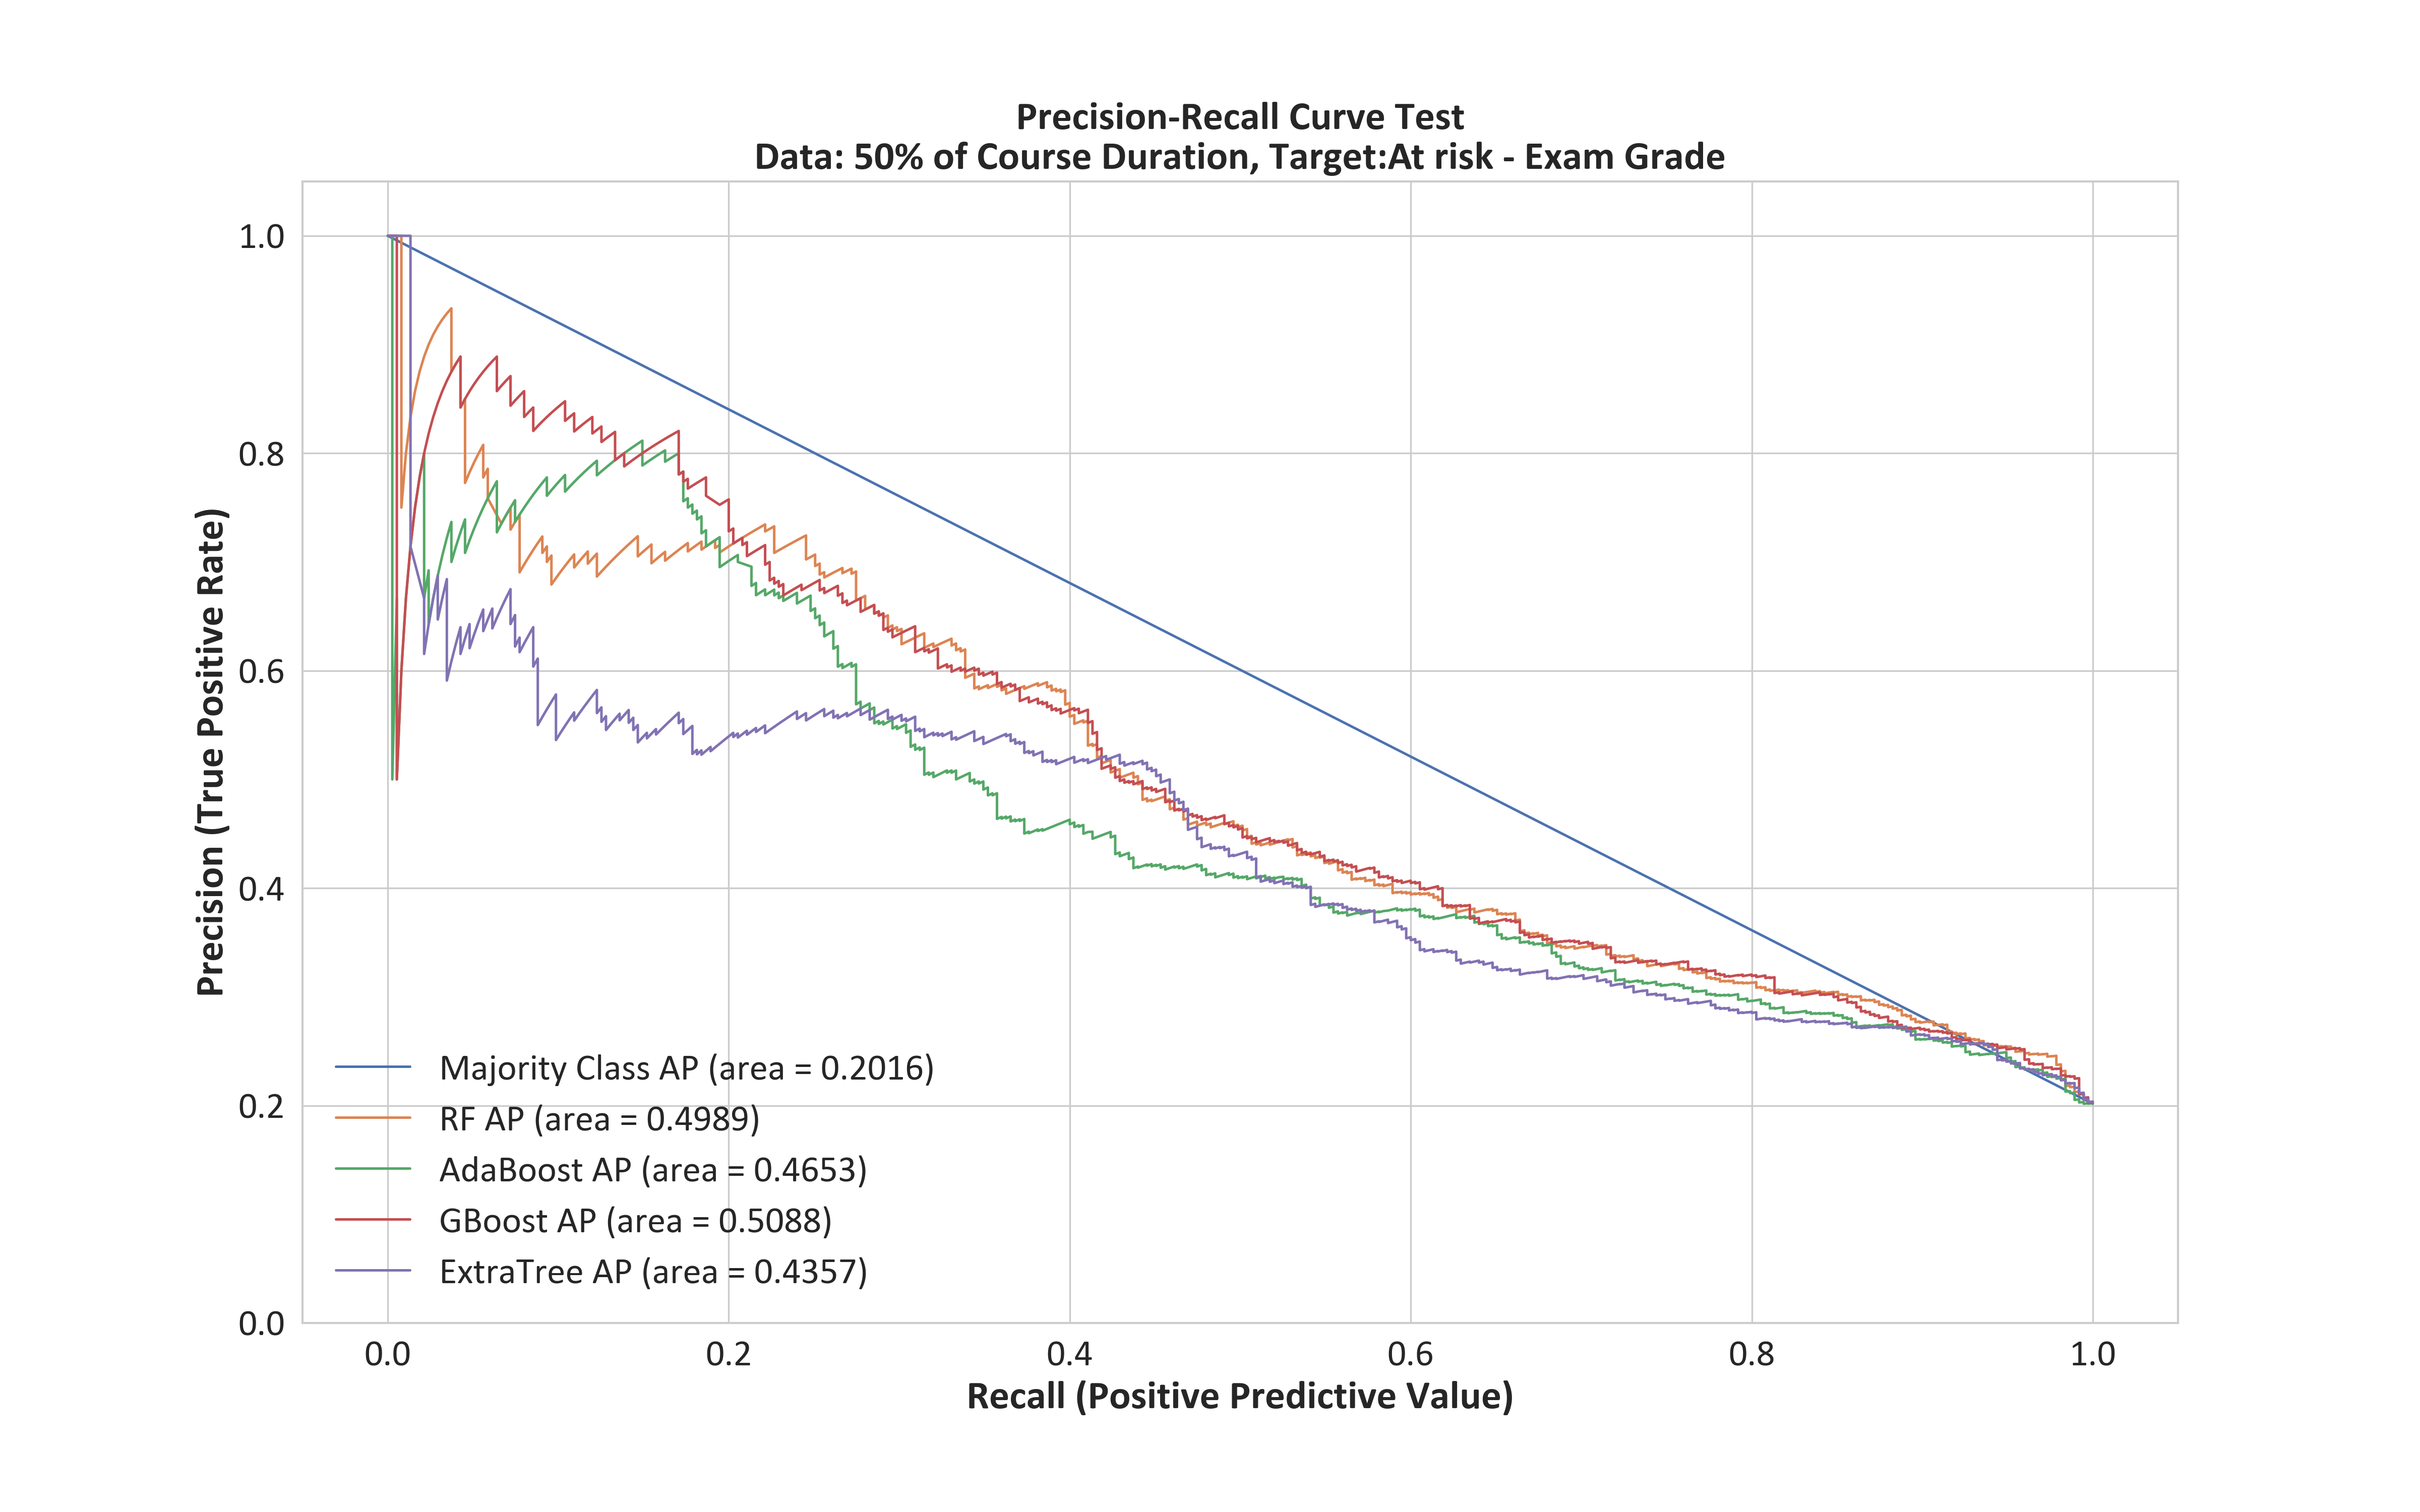 Precision-Recall Curve Test
Data: 50% of Course Duration, Target:At risk - Exam Grade
Precision (True Positive Rate)
1.0
0.8
0.6
0.4
0.2
0.0
Majority Class AP (area = 0.2016)
RF AP (area = 0.4989)
AdaBoost AP (area = 0.4653)
GBoost AP (area = 0.5088)
ExtraTree AP (area = 0.4357)
0.0 0.2 0.4 0.6 0.8 1.0
Recall (Positive Predictive Value)